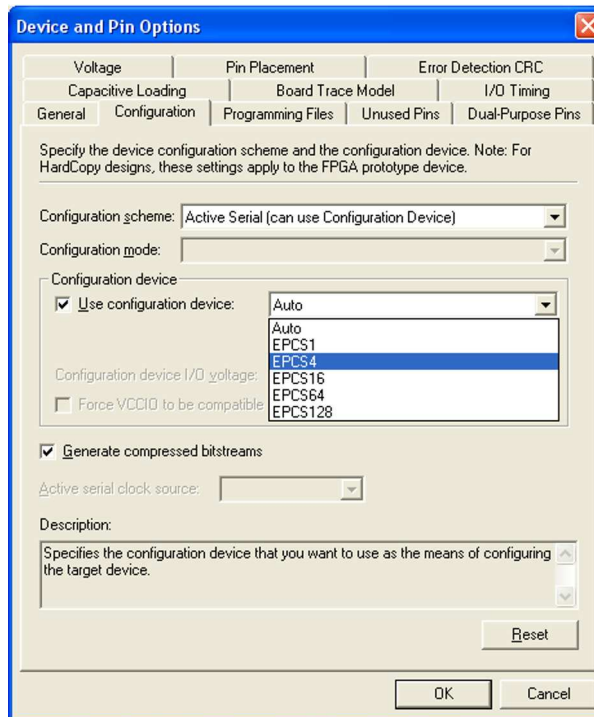 Device and Pin Options
Voltage Pin Placement Error Detection CRC
Capacitive Loading Board Trace Model I/O Timing
General Configuration Programming Files Unused Pins Dual-Purpose Pins
Specify the device configuration scheme and the configuration device. Note: For
HardCopy designs, these settings apply to the FPGA prototype device.
Configuration scheme: Active Serial (can use Configuration Device)
Configuration mode:
Configuration device
Use configuration device: Auto
Auto
EPCS1
EPCS4
Configuration device I/O voltage: EPCS16
EPCS64
Force VCCIO to be compatible EPCS128
Generate compressed bitstreams
Active serial clock source:
Description:
Specifies the configuration device that you want to use as the means of configuring
the target device.
Reset
OK Cancel